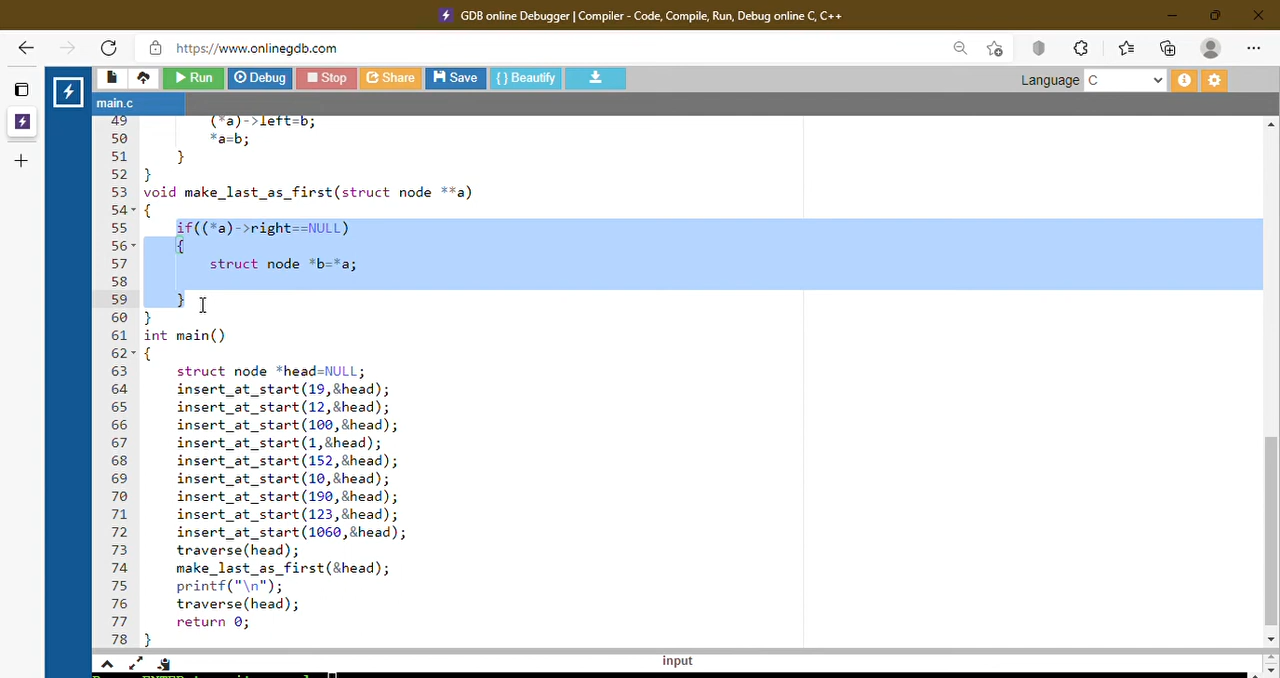 GDB online Debugger | Compiler - Code, Compile, Run, Debug online C, C++
https://www.onlinegdb.com
Run Debug Stop Share Save { } Beautify Language C
main.c
49 (*a)->left=b;
50 *a=b;
51 }
52 }
53 void make_last_as_first(struct node **a)
54 {
55 if((*a)->right==NULL)
56 {
57 struct node *b=*a;
58
59 }
60 }
61 int main()
62 {
63 struct node *head=NULL;
64 insert_at_start(19,&head);
65 insert_at_start(12,&head);
66 insert_at_start(100,&head);
67 insert_at_start(1,&head);
68 insert_at_start(152,&head);
69 insert_at_start(10,&head);
70 insert_at_start(190,&head);
71 insert_at_start(123,&head);
72 insert_at_start(1060,&head);
73 traverse(head);
74 make_last_as_first(&head);
75 printf("\n");
76 traverse(head);
77 return 0;
78 }
input